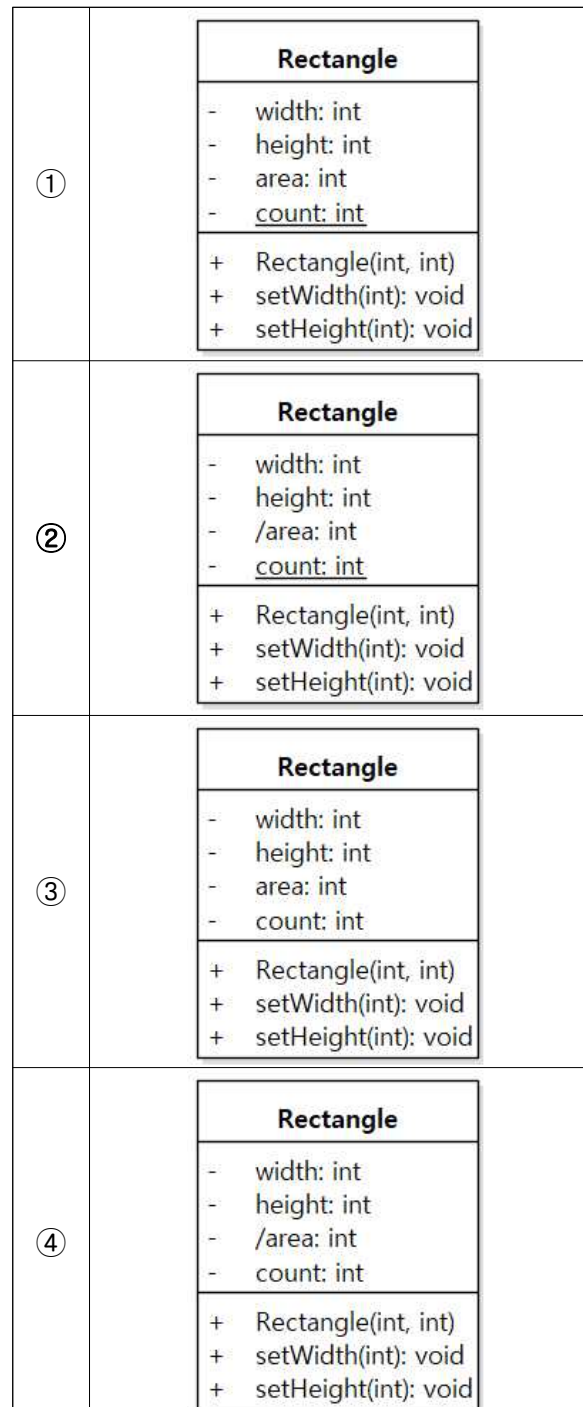 ①
Rectangle
- width: int
- height: int
- area: int
- count: int
+ Rectangle(int, int)
+ setWidth(int): void
+ setHeight(int): void
②
Rectangle
- width: int
- height: int
- /area: int
- count: int
+ Rectangle(int, int)
+ setWidth(int): void
+ setHeight(int): void
③
Rectangle
- width: int
- height: int
- area: int
- count: int
+ Rectangle(int, int)
+ setWidth(int): void
+ setHeight(int): void
④
Rectangle
- width: int
- height: int
- /area: int
- count: int
+ Rectangle(int, int)
+ setWidth(int): void
+ setHeight(int): void